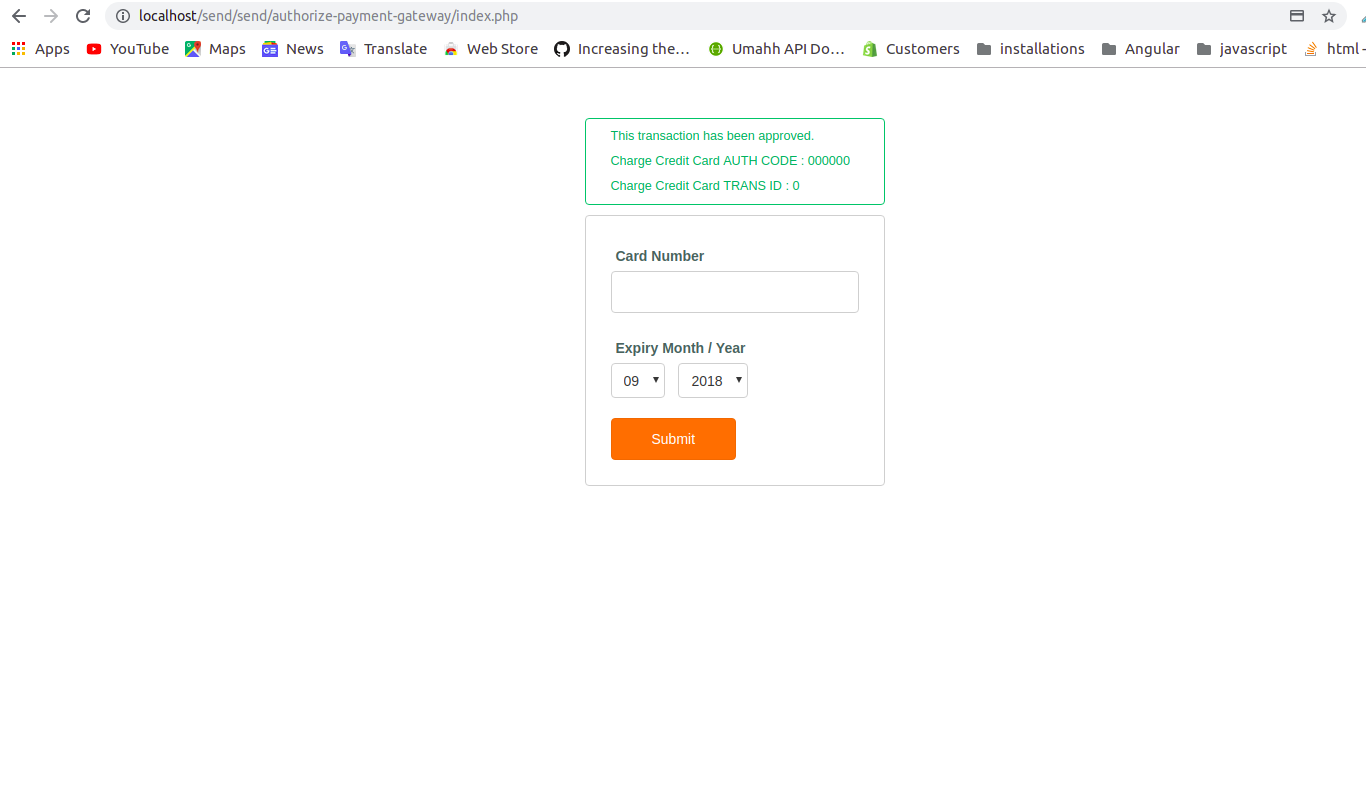 localhost/send/send/authorize-payment-gateway/index.php
Apps YouTube Maps News Translate Web Store Increasing the... Umahh API Do... Customers installations Angular javascript html -
This transaction has been approved.
Charge Credit Card AUTH CODE : 000000
Charge Credit Card TRANS ID : 0
Card Number
Expiry Month / Year
09 2018
Submit